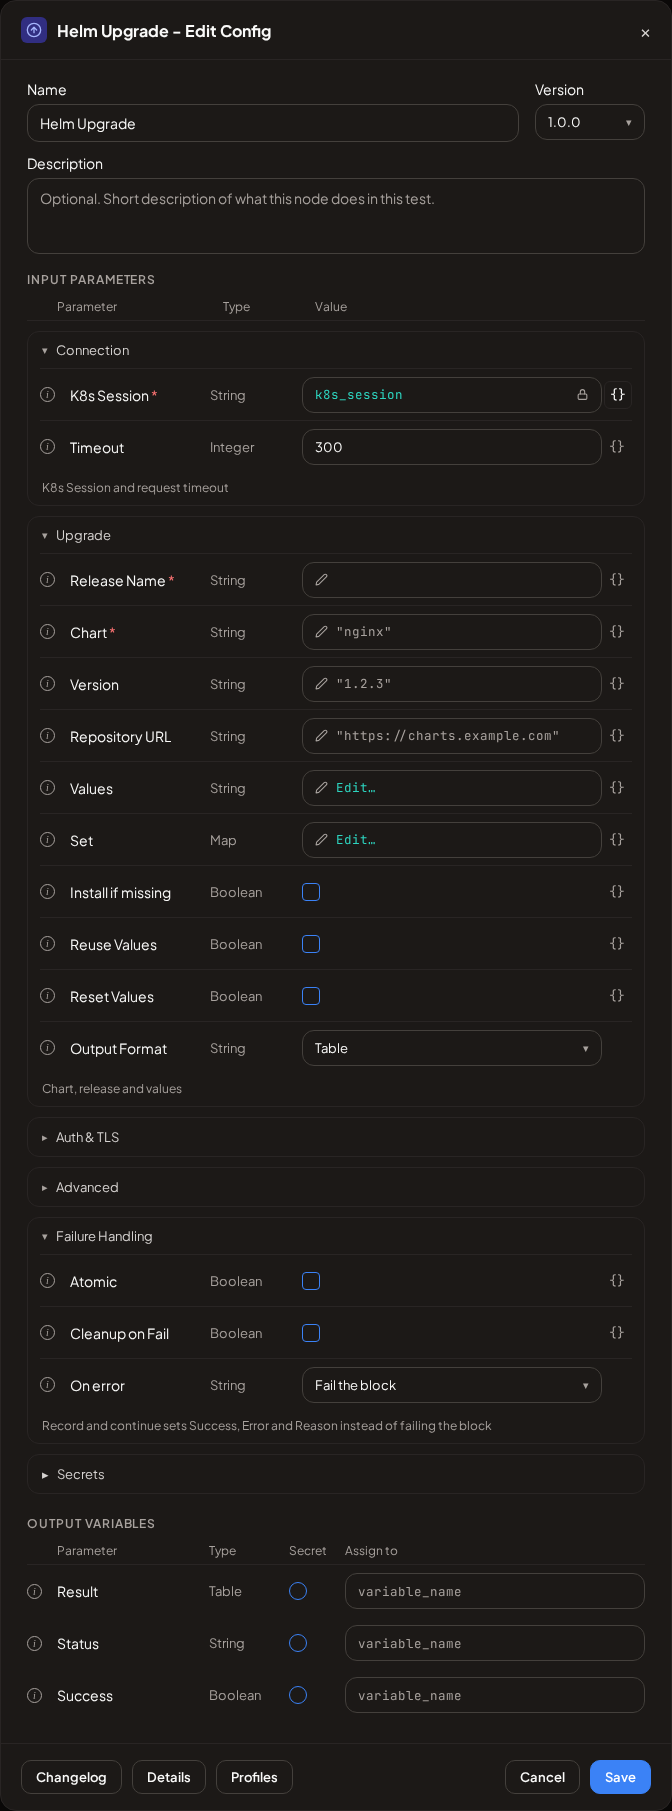 Helm Upgrade - Edit Config
×
Name
Version
Helm Upgrade
1.0.0
Description
Optional. Short description of what this node does in this test.
INPUT PARAMETERS
Parameter Type Value
Connection
K8s Session * String k8s_session {}
Timeout Integer 300 {}
K8s Session and request timeout
Upgrade
Release Name * String {}
Chart * String "nginx" {}
Version String "1.2.3" {}
Repository URL String "https://charts.example.com" {}
Values String Edit… {}
Set Map Edit… {}
Install if missing Boolean {}
Reuse Values Boolean {}
Reset Values Boolean {}
Output Format String Table
Chart, release and values
Auth & TLS
Advanced
Failure Handling
Atomic Boolean {}
Cleanup on Fail Boolean {}
On error String Fail the block
Record and continue sets Success, Error and Reason instead of failing the block
Secrets
OUTPUT VARIABLES
Parameter Type Secret Assign to
Result Table variable_name
Status String variable_name
Success Boolean variable_name
Changelog Details Profiles Cancel Save